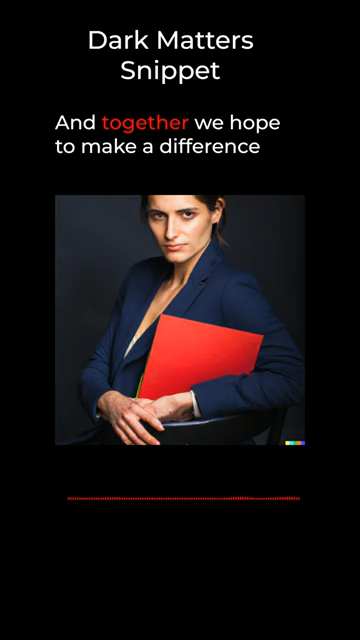 Dark Matters
Snippet
And together we hope
to make a difference